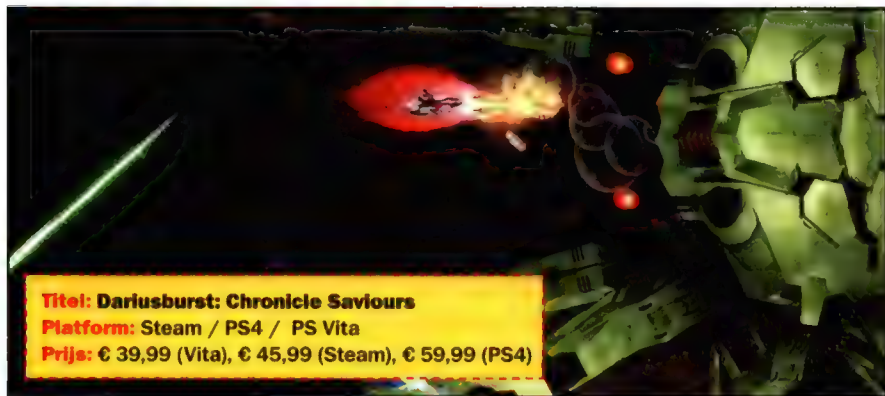 Titel: Dariusburst: Chronicle Saviours
Platform: Steam / PS4 / PS Vita
Prijs: € 39,99 (Vita), € 45,99 (Steam), € 59,99 (PS4)